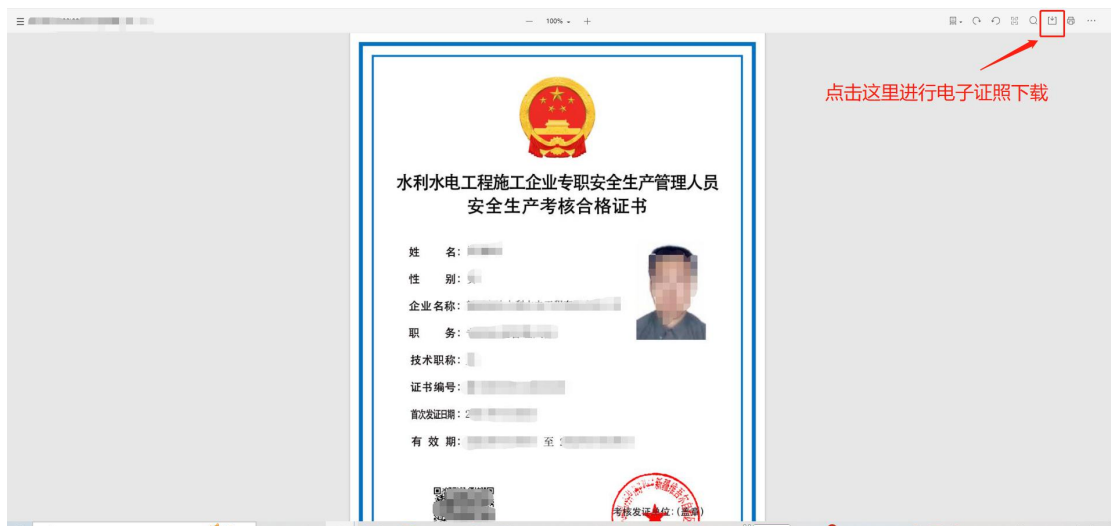 100%
点击这里进行电子证照下载
水利水电工程施工企业专职安全生产管理人员
安全生产考核合格证书
姓 名：
性 别：
企业名称：
职 务：
技术职称：
证书编号：
首次发证日期：2
有 效 期： 至
考核发证单位：(盖章)